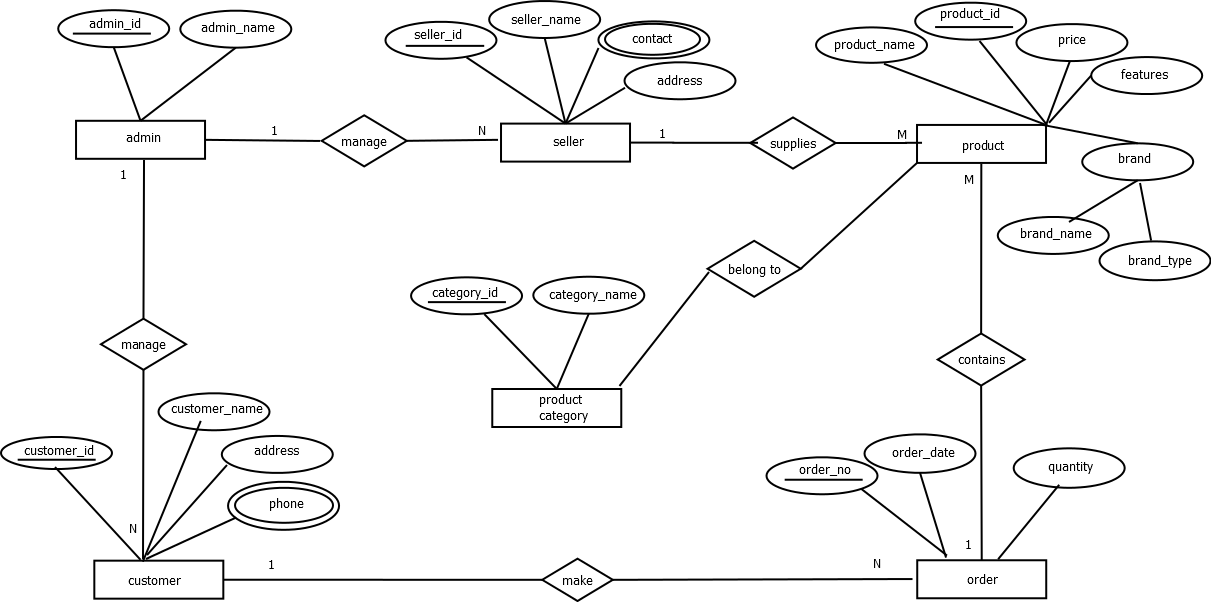 admin_id
admin_name
seller_id
seller_name
contact
address
product_name
product_id
price
features
admin
1
manage
N
seller
1
supplies
M
product
brand
brand_name
brand_type
1
M
belong to
category_id
category_name
manage
contains
product
category
customer_name
customer_id
address
phone
order_no
order_date
quantity
N
1
customer
1
make
N
order